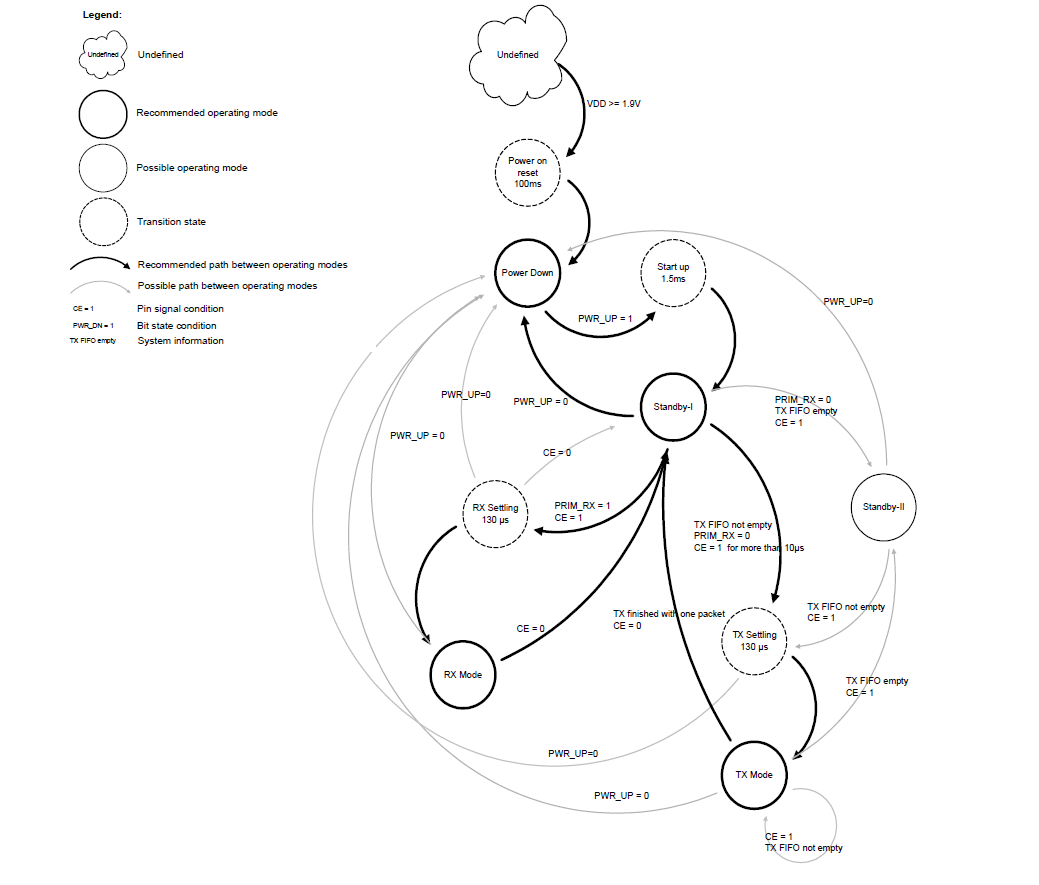 Legend:
Undefined
Undefined
Recommended operating mode
Possible operating mode
Transition state
Recommended path between operating modes
Possible path between operating modes
CE = 1
Pin signal condition
PWR_DN = 1
Bit state condition
TX FIFO empty
System information
Undefined
VDD >= 1.9V
Power on
reset
100ms
Power Down
Start up
1.5ms
PWR_UP=0
PWR_UP = 1
PWR_UP=0
PWR_UP = 0
Standby-I
PRIM_RX = 0
TX FIFO empty
CE = 1
PWR_UP = 0
CE = 0
RX Settling
130 µs
PRIM_RX = 1
CE = 1
Standby-II
TX FIFO not empty
PRIM_RX = 0
CE = 1 for more than 10µs
TX FIFO not empty
CE = 1
TX finished with one packet
CE = 0
CE = 0
TX Settling
130 µs
RX Mode
TX FIFO empty
CE = 1
PWR_UP=0
TX Mode
PWR_UP = 0
CE = 1
TX FIFO not empty